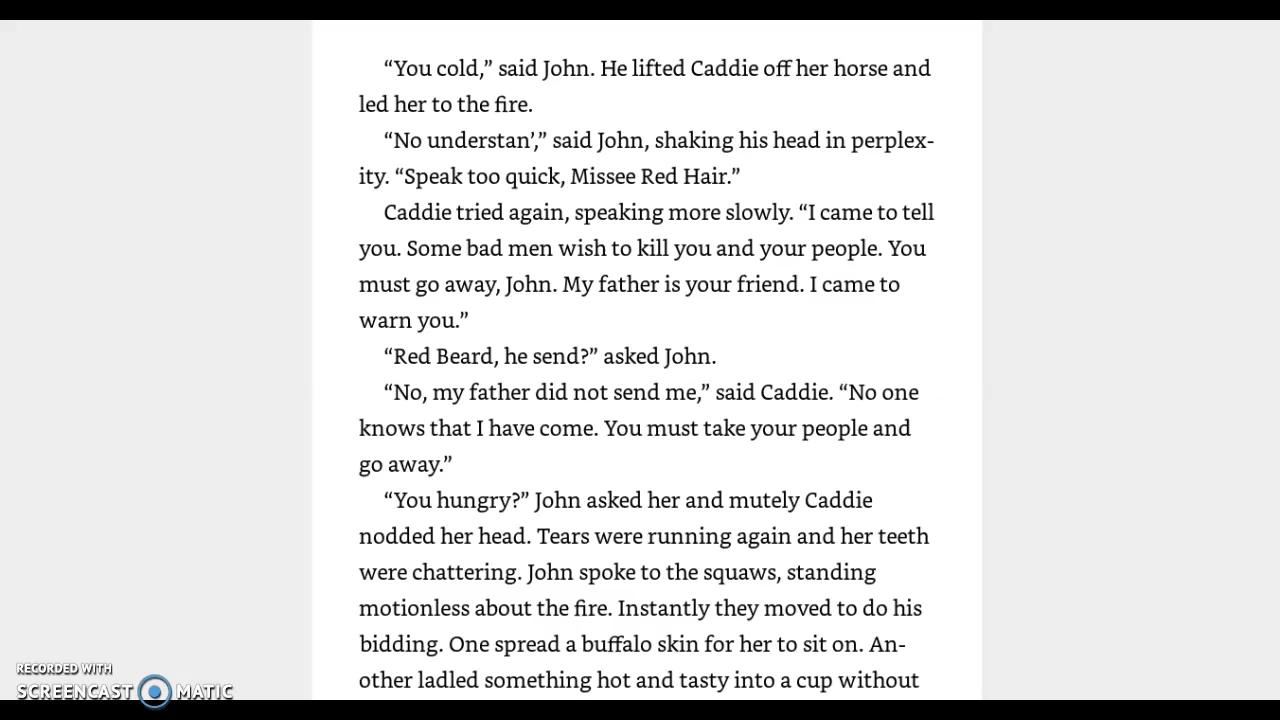 “You cold,” said John. He lifted Caddie off her horse and
led her to the fire.
“No understan’,” said John, shaking his head in perplex-
ity. “Speak too quick, Missee Red Hair.”
Caddie tried again, speaking more slowly. “I came to tell
you. Some bad men wish to kill you and your people. You
must go away, John. My father is your friend. I came to
warn you.”
“Red Beard, he send?” asked John.
“No, my father did not send me,” said Caddie. “No one
knows that I have come. You must take your people and
go away.”
“You hungry?” John asked her and mutely Caddie
nodded her head. Tears were running again and her teeth
were chattering. John spoke to the squaws, standing
motionless about the fire. Instantly they moved to do his
bidding. One spread a buffalo skin for her to sit on. An-
other ladled something hot and tasty into a cup without
RECORDED WITH
SCREENCAST MATIC